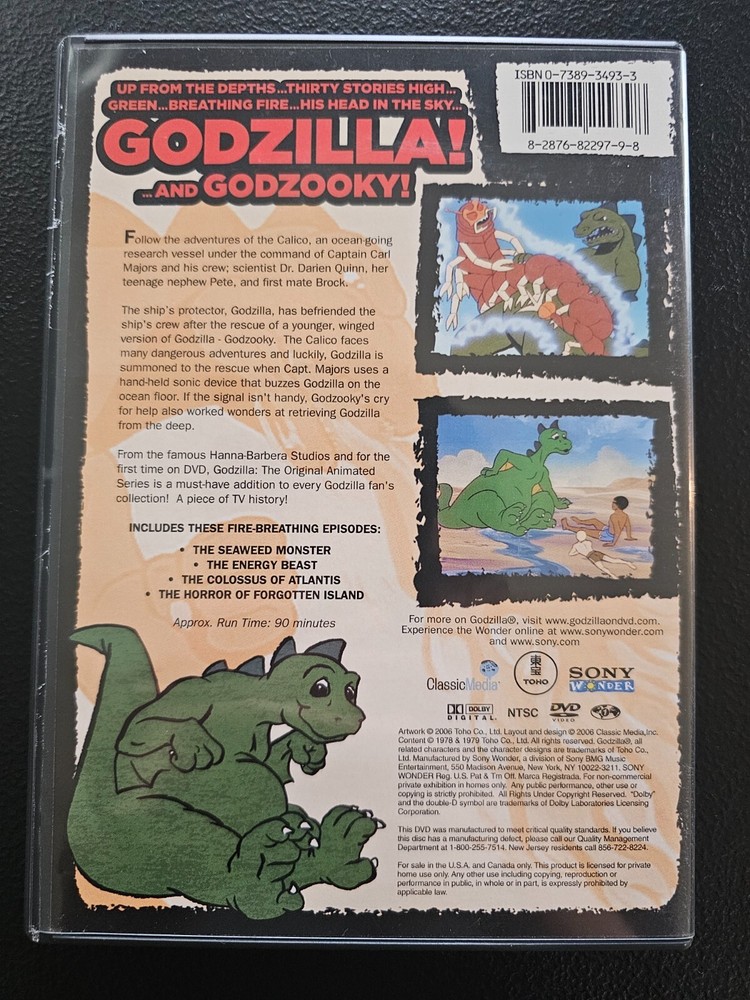 UP FROM THE DEPTHS...THIRTY STORIES HIGH...
GREEN...BREATHING FIRE...HIS HEAD IN THE SKY...
GODZILLA!
...AND GODZOOKY!
ISBN 0-7389-3493-3
8-2876-82297-9-8
Follow the adventures of the Calico, an ocean-going
research vessel under the command of Captain Carl
Majors and his crew; scientist Dr. Darien Quinn, her
teenage nephew Pete, and first mate Brock.
The ship's protector, Godzilla, has befriended the
ship's crew after the rescue of a younger, winged
version of Godzilla - Godzooky. The Calico faces
many dangerous adventures and luckily, Godzilla is
summoned to the rescue when Capt. Majors uses a
hand-held sonic device that buzzes Godzilla on the
ocean floor. If the signal isn't handy, Godzooky's cry
for help also worked wonders at retrieving Godzilla
from the deep.
From the famous Hanna-Barbera Studios and for the
first time on DVD, Godzilla: The Original Animated
Series is a must-have addition to every Godzilla fan's
collection! A piece of TV history!
INCLUDES THESE FIRE-BREATHING EPISODES:
• THE SEAWEED MONSTER
• THE ENERGY BEAST
• THE COLOSSUS OF ATLANTIS
• THE HORROR OF FORGOTTEN ISLAND
Approx. Run Time: 90 minutes
For more on Godzilla®, visit www.godzillaondvd.com.
Experience the Wonder online at www.sonywonder.com
and www.sony.com
ClassicMedia
東宝
TOHO
SONY
WONDER
DOLBY
DIGITAL
NTSC
DVD
VIDEO
Artwork © 2006 Toho Co., Ltd. Layout and design © 2006 Classic Media,Inc.
Content © 1978 & 1979 Toho Co., Ltd. All rights reserved. Godzilla®, all
related characters and the character designs are trademarks of Toho Co.,
Ltd. Manufactured by Sony Wonder, a division of Sony BMG Music
Entertainment, 550 Madison Avenue, New York, NY 10022-3211. SONY
WONDER Reg. U.S. Pat & Tm Off. Marca Registrada. For non-commercial
private exhibition in homes only. Any public performance, other use or
copying is strictly prohibited. All Rights Under Copyright Reserved. "Dolby"
and the double-D symbol are trademarks of Dolby Laboratories Licensing
Corporation.
This DVD was manufactured to meet critical quality standards. If you believe
this disc has a manufacturing defect, please call our Quality Management
Department at 1-800-255-7514. New Jersey residents call 856-722-8224.
For sale in the U.S.A. and Canada only. This product is licensed for private
home use only. Any other use including copying, reproduction or
performance in public, in whole or in part, is expressly prohibited by
applicable law.